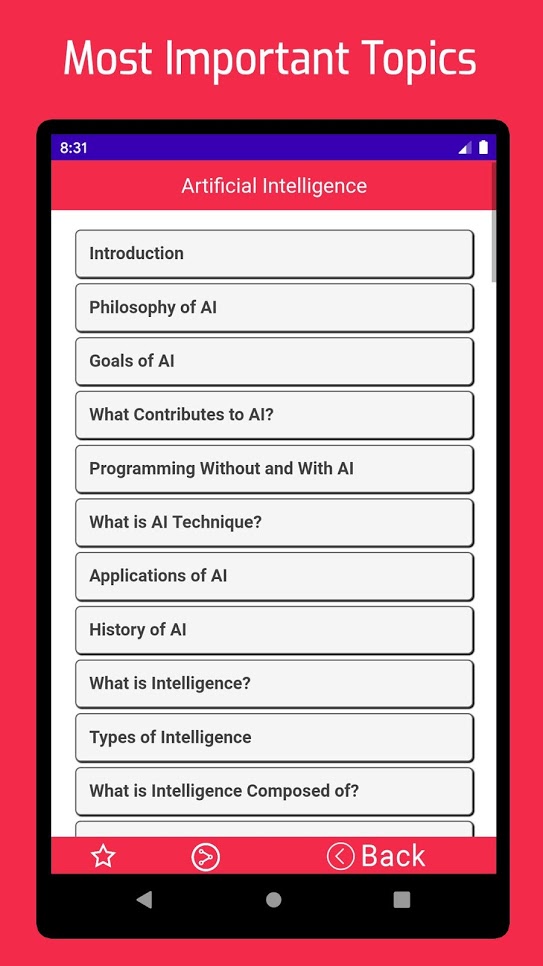 Most Important Topics
8:31
Artificial Intelligence
Introduction
Philosophy of AI
Goals of AI
What Contributes to AI?
Programming Without and With AI
What is AI Technique?
Applications of AI
History of AI
What is Intelligence?
Types of Intelligence
What is Intelligence Composed of?
Back